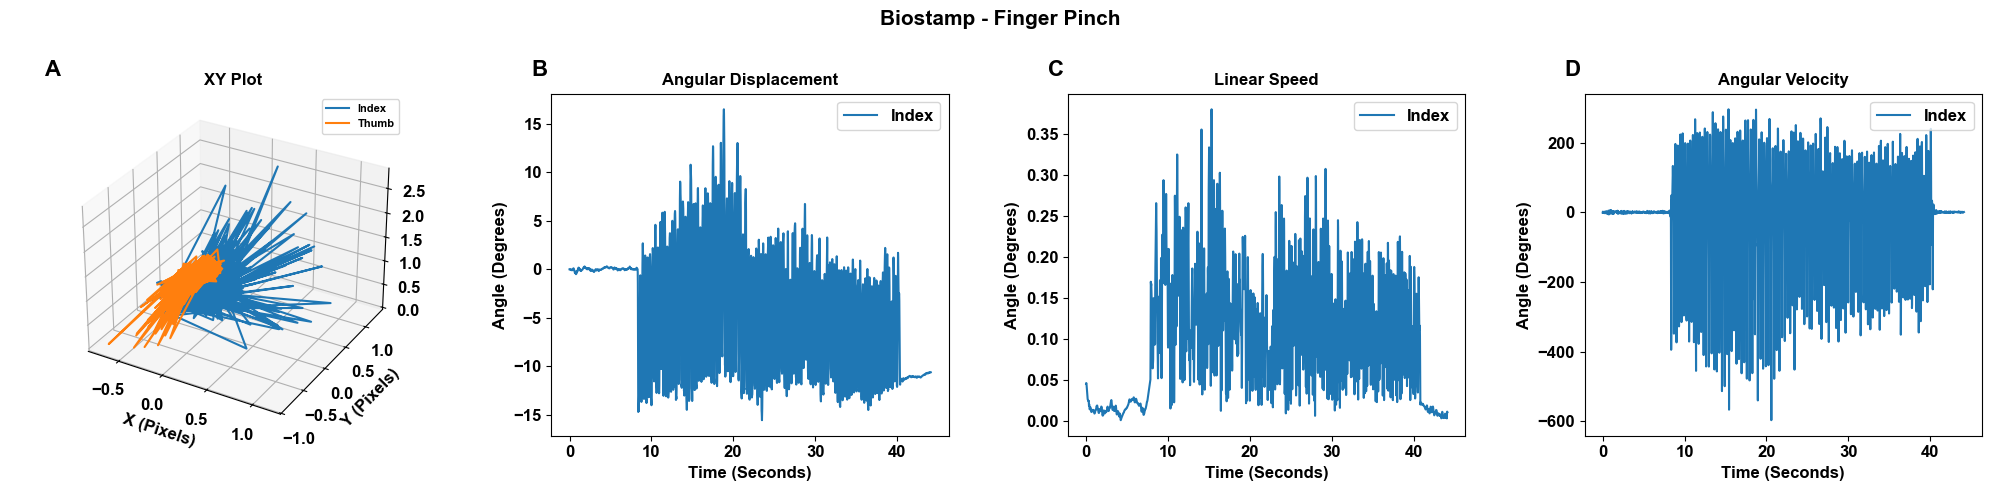 Biostamp - Finger Pinch
A
XY Plot
Index
Thumb
2.5
2.0
1.5
1.0
0.5
0.0
−0.5
0.0
0.5
1.0
X (Pixels)
−1.0
−0.5
0.0
0.5
1.0
Y (Pixels)
B
Angular Displacement
Index
15
10
5
0
−5
−10
−15
Angle (Degrees)
0 10 20 30 40
Time (Seconds)
C
Linear Speed
Index
0.35
0.30
0.25
0.20
0.15
0.10
0.05
0.00
Angle (Degrees)
0 10 20 30 40
Time (Seconds)
D
Angular Velocity
Index
200
0
−200
−400
−600
Angle (Degrees)
0 10 20 30 40
Time (Seconds)